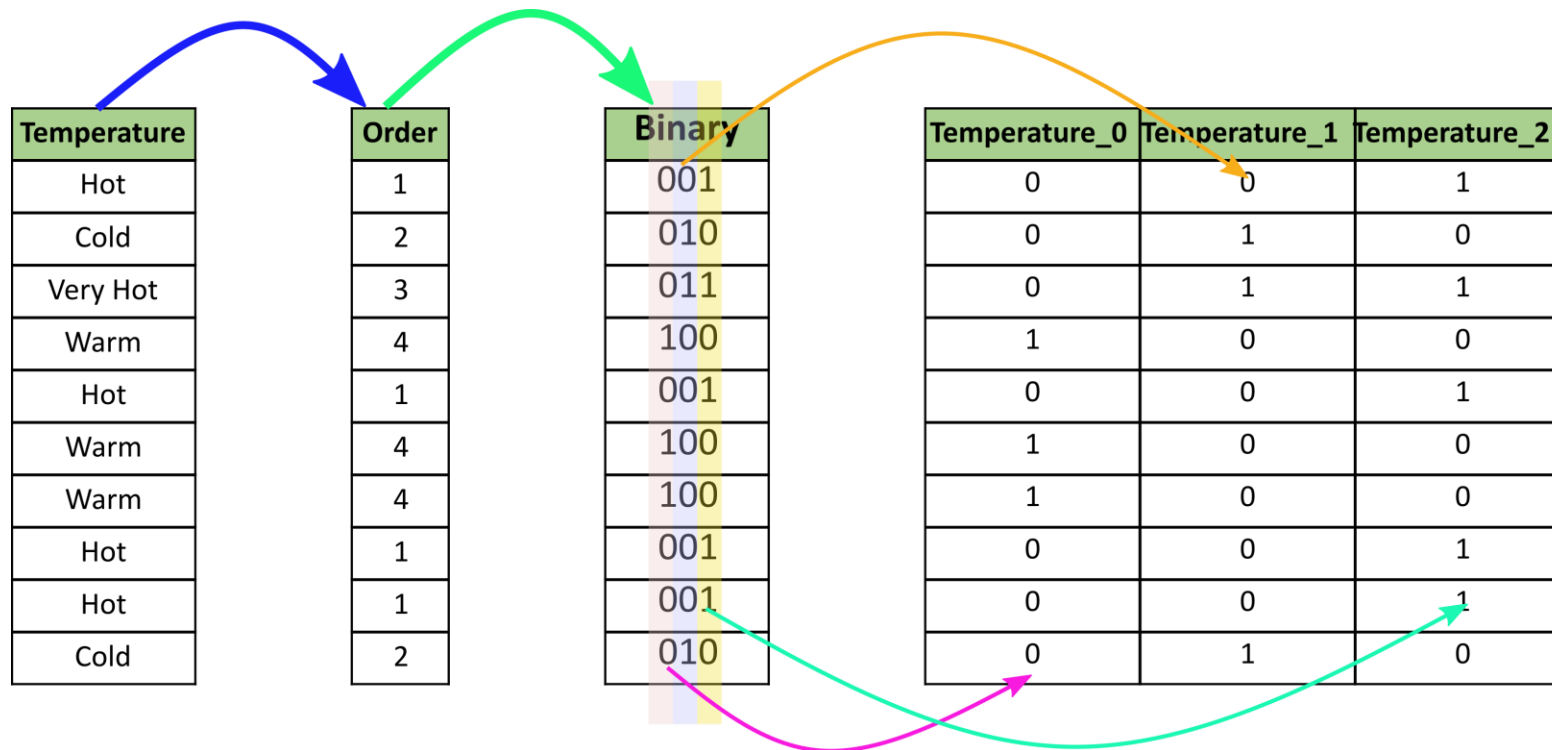 Temperature Order Binary Temperature_0 Temperature_1 Temperature_2
Hot 1 001 0 0 1
Cold 2 010 0 1 0
Very Hot 3 011 0 1 1
Warm 4 100 1 0 0
Hot 1 001 0 0 1
Warm 4 100 1 0 0
Warm 4 100 1 0 0
Hot 1 001 0 0 1
Hot 1 001 0 0 1
Cold 2 010 0 1 0